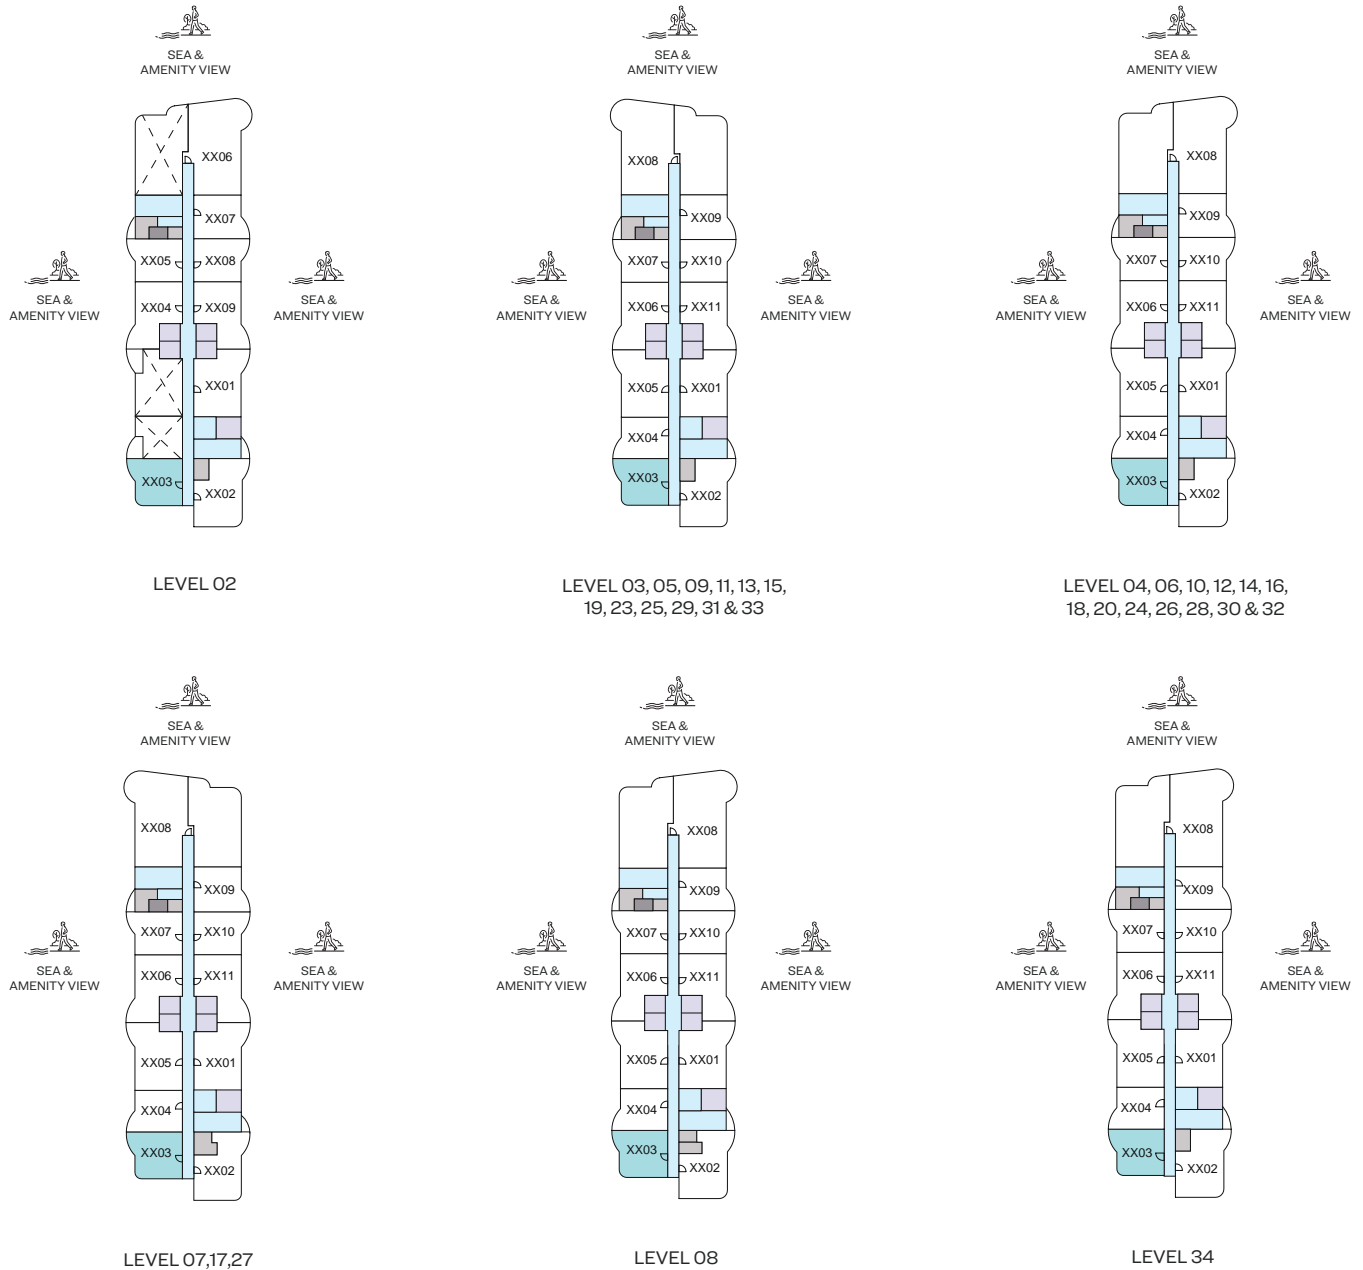 SEA &
AMENITY VIEW
XX06
XX07
XX05
XX08
SEA &
AMENITY VIEW
XX04
XX09
SEA &
AMENITY VIEW
XX01
XX03
XX02
LEVEL 02
SEA &
AMENITY VIEW
XX08
XX09
XX07
XX10
XX06
XX11
SEA &
AMENITY VIEW
XX05
XX01
XX04
XX03
XX02
LEVEL 03, 05, 09, 11, 13, 15,
19, 23, 25, 29, 31 & 33
SEA &
AMENITY VIEW
XX08
XX09
XX07
XX10
SEA &
AMENITY VIEW
XX06
XX11
SEA &
AMENITY VIEW
XX05
XX01
XX04
XX03
XX02
LEVEL 04, 06, 10, 12, 14, 16,
18, 20, 24, 26, 28, 30 & 32
SEA &
AMENITY VIEW
XX08
XX09
XX07
XX10
SEA &
AMENITY VIEW
XX06
XX11
SEA &
AMENITY VIEW
XX05
XX01
XX04
XX03
XX02
LEVEL 07,17,27
SEA &
AMENITY VIEW
XX08
XX09
XX07
XX10
XX06
XX11
SEA &
AMENITY VIEW
XX05
XX01
XX04
XX03
XX02
LEVEL 08
SEA &
AMENITY VIEW
XX08
XX09
XX07
XX10
SEA &
AMENITY VIEW
XX06
XX11
SEA &
AMENITY VIEW
XX05
XX01
XX04
XX03
XX02
LEVEL 34